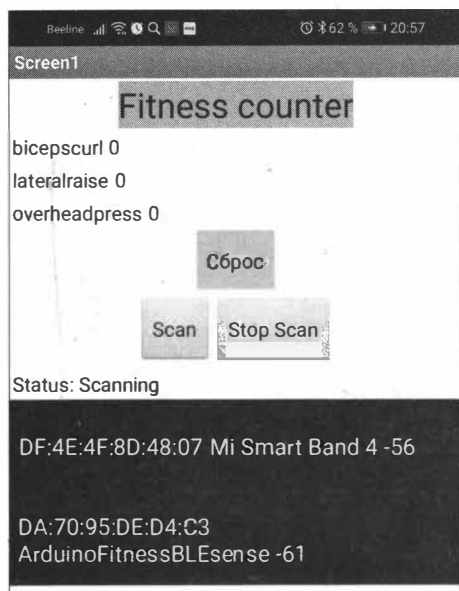 Beeline 62 % 20:57
Screen1
Fitness counter
bicepscurl 0
lateralraise 0
overheadpress 0
Сброс
Scan Stop Scan
Status: Scanning
DF:4E:4F:8D:48:07 Mi Smart Band 4 -56
DA:70:95:DE:D4:C3
ArduinoFitnessBLEsense -61